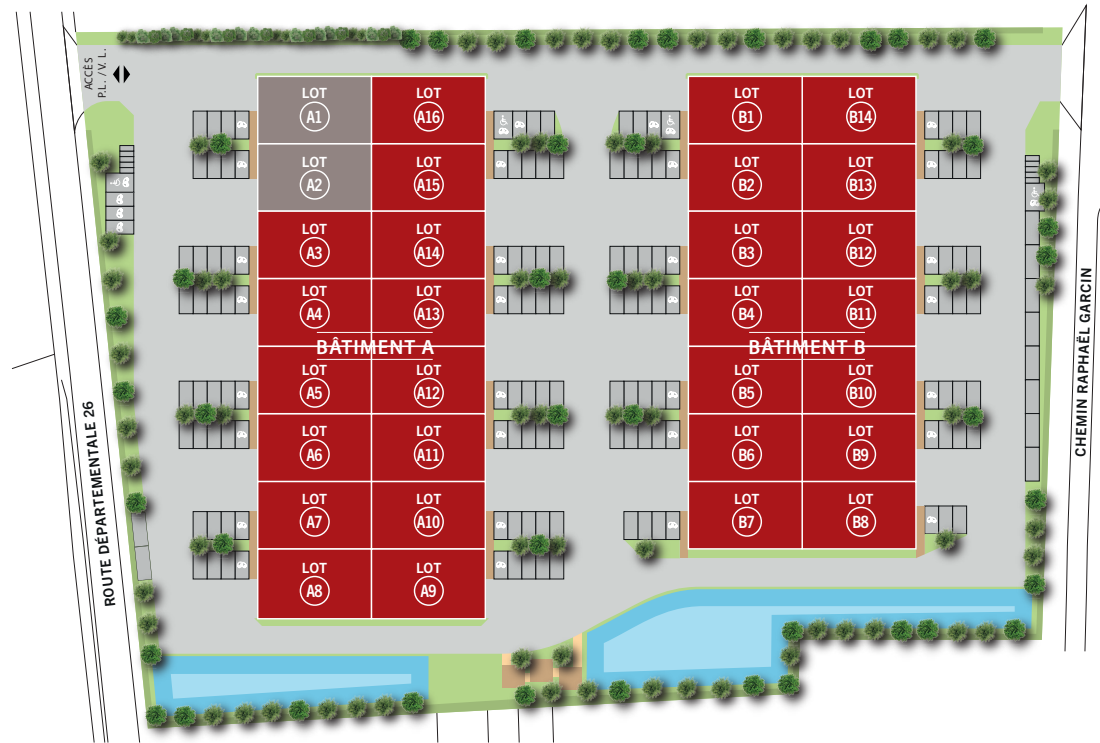 ACCÈS
P.L. / V. L.
LOT
A1
LOT
A16
LOT
A2
LOT
A15
LOT
A3
LOT
A14
LOT
A4
LOT
A13
BÂTIMENT A
LOT
A5
LOT
A12
LOT
A6
LOT
A11
LOT
A7
LOT
A10
LOT
A8
LOT
A9
LOT
B1
LOT
B14
LOT
B2
LOT
B13
LOT
B3
LOT
B12
LOT
B4
LOT
B11
BÂTIMENT B
LOT
B5
LOT
B10
LOT
B6
LOT
B9
LOT
B7
LOT
B8
ROUTE DÉPARTEMENTALE 26
CHEMIN RAPHAËL GARCIN